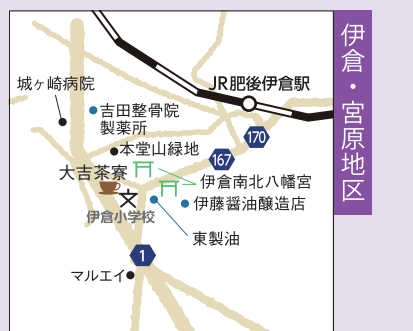 伊倉・宮原地区
JR肥後伊倉駅
城ヶ崎病院
吉田整骨院
製薬所
170
本堂山緑地
167
大吉茶寮
伊倉南北八幡宮
伊藤醤油醸造店
伊倉小学校
東製油
1
マルエイ